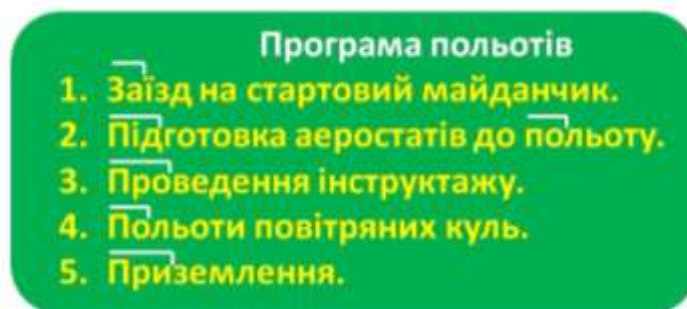 Програма польотів
1. Заїзд на стартовий майданчик.
2. Підготовка аеростатів до польоту.
3. Проведення інструктажу.
4. Польоти повітряних куль.
5. Приземлення.